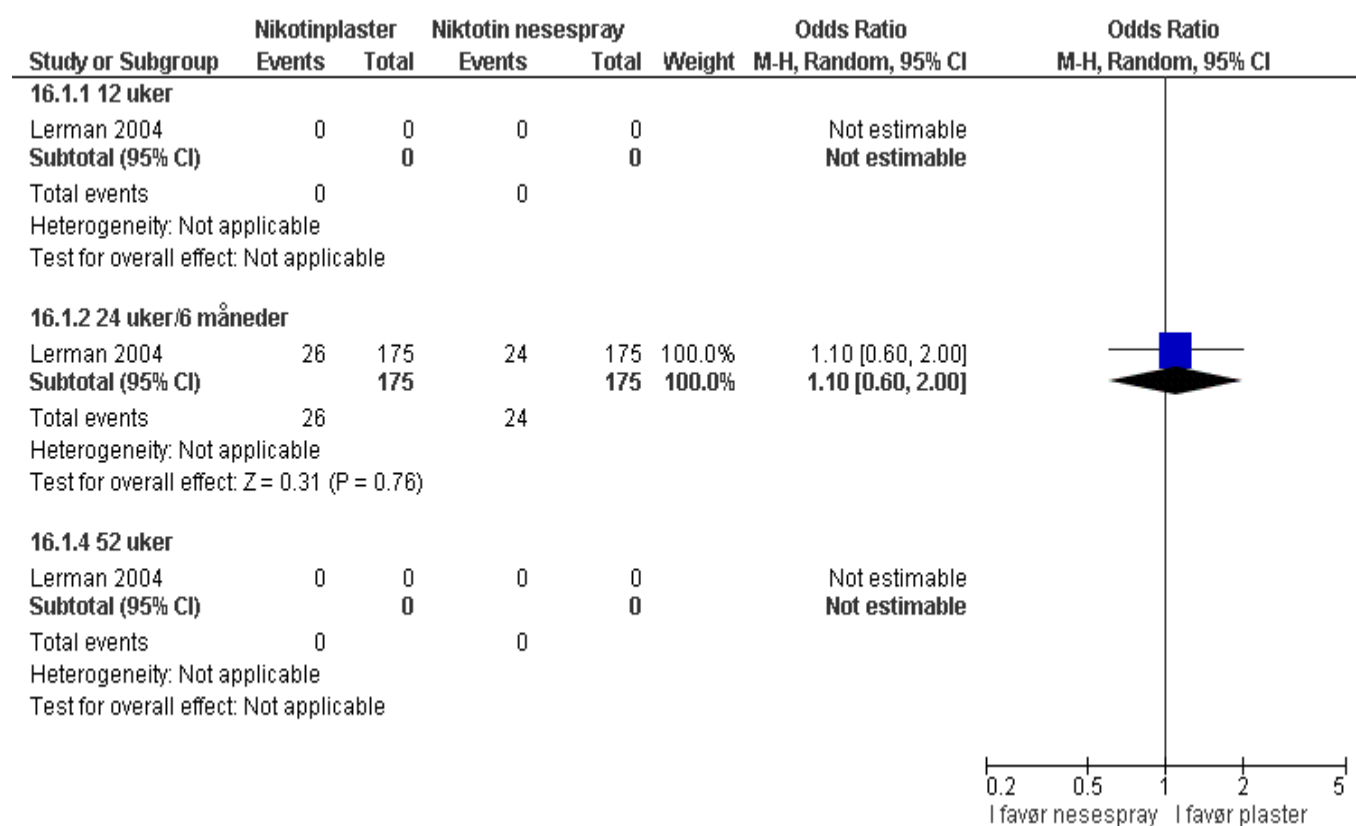 Nikotinplaster Niktotin nesespray Odds Ratio Odds Ratio
Study or Subgroup Events Total Events Total Weight M-H, Random, 95% CI M-H, Random, 95% CI
16.1.1 12 uker
Lerman 2004 0 0 0 0 Not estimable
Subtotal (95% CI) 0 0 Not estimable
Total events 0 0
Heterogeneity: Not applicable
Test for overall effect: Not applicable
16.1.2 24 uker/6 måneder
Lerman 2004 26 175 24 175 100.0% 1.10 [0.60, 2.00]
Subtotal (95% CI) 175 175 100.0% 1.10 [0.60, 2.00]
Total events 26 24
Heterogeneity: Not applicable
Test for overall effect: Z = 0.31 (P = 0.76)
16.1.4 52 uker
Lerman 2004 0 0 0 0 Not estimable
Subtotal (95% CI) 0 0 Not estimable
Total events 0 0
Heterogeneity: Not applicable
Test for overall effect: Not applicable
0.2 0.5 1 2 5
I favør nesespray I favør plaster